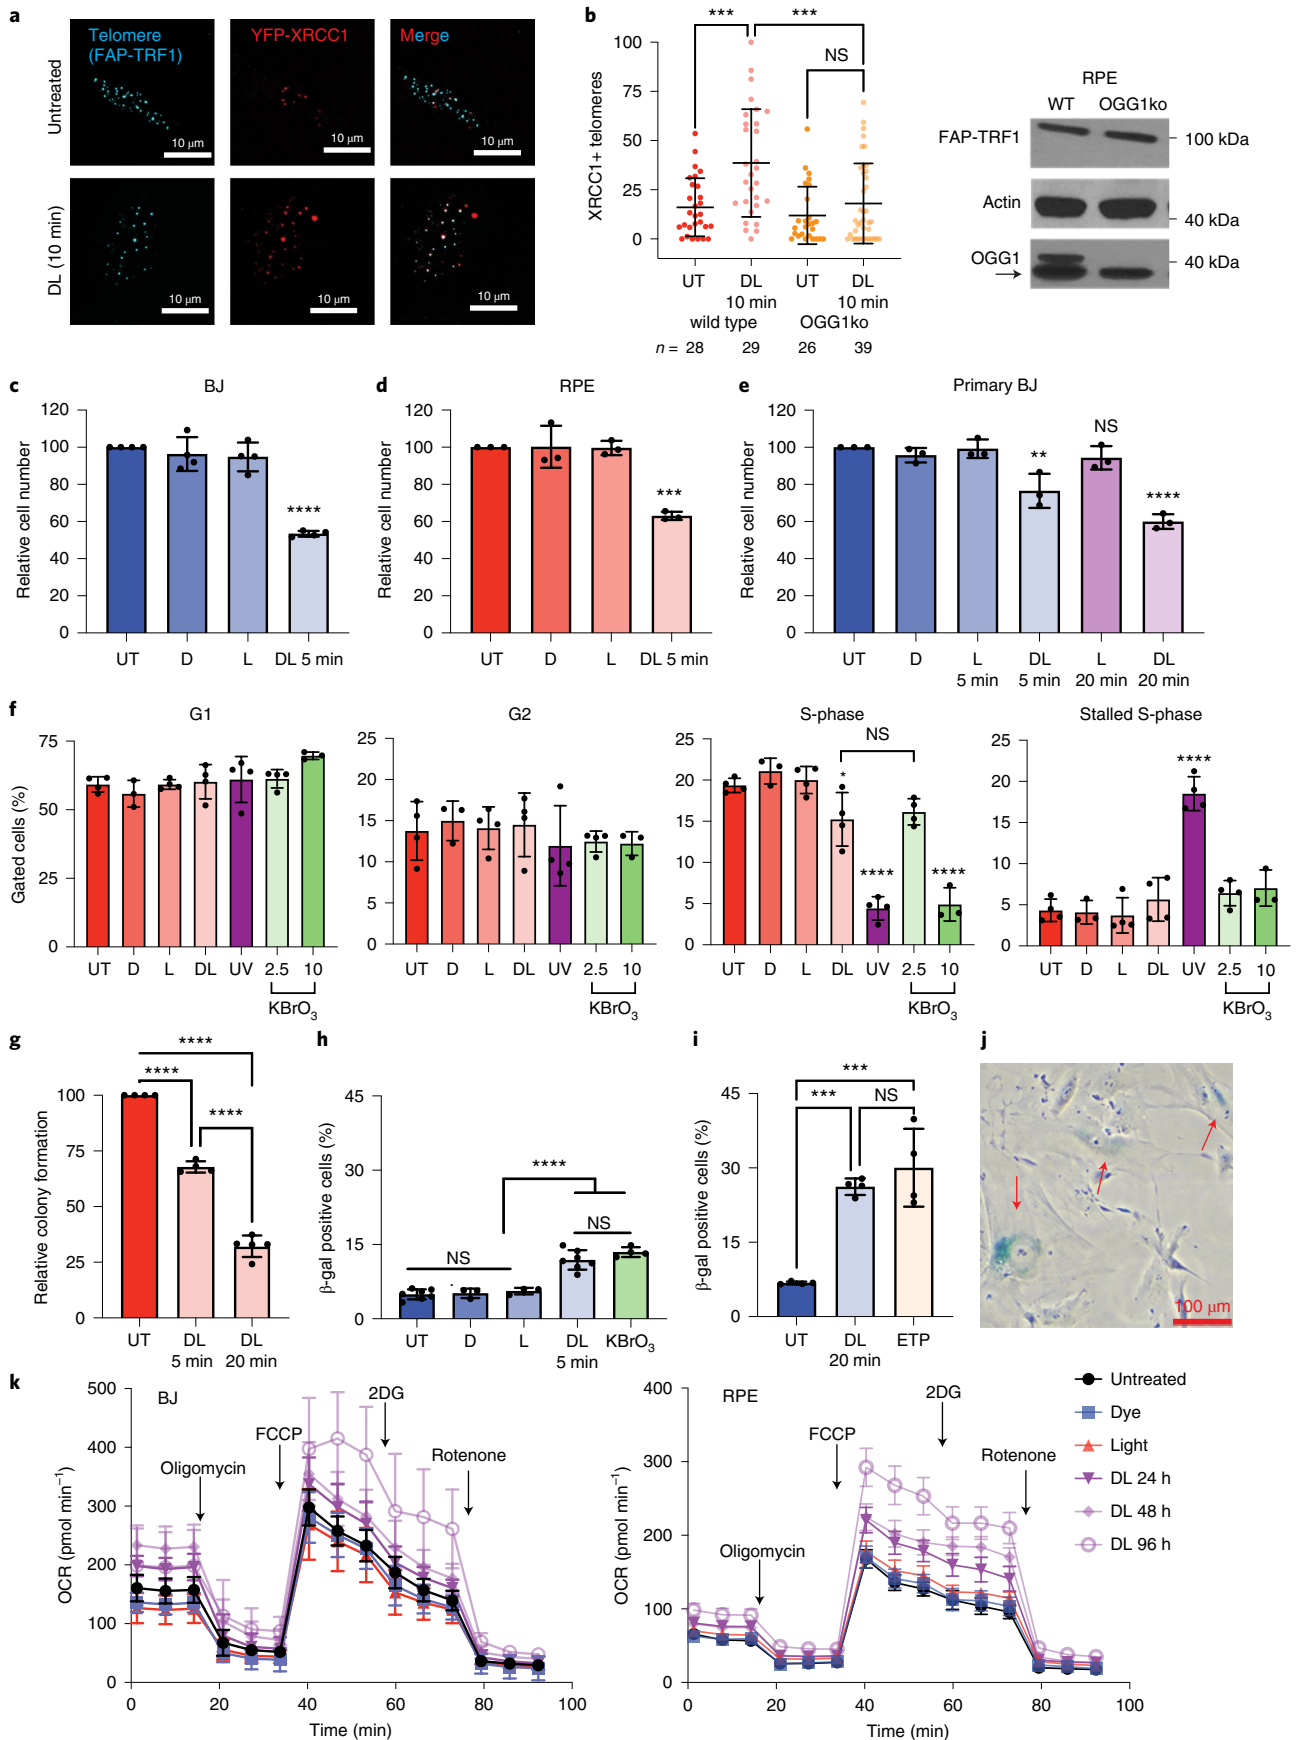 a
Telomere
(FAP-TRF1)
YFP-XRCC1
Merge
Untreated
10 μm
10 μm
10 μm
DL (10 min)
10 μm
10 μm
10 μm
b
***
***
NS
XRCC1+ telomeres
100
75
50
25
0
UT
DL
10 min
UT
DL
10 min
wild type
OGG1ko
n = 28 29 26 39
RPE
WT OGG1ko
FAP-TRF1
100 kDa
Actin
40 kDa
OGG1
40 kDa
c
BJ
Relative cell number
120
100
80
60
40
20
0
****
UT D L DL 5 min
d
RPE
Relative cell number
120
100
80
60
40
20
0
***
UT D L DL 5 min
e
Primary BJ
Relative cell number
120
100
80
60
40
20
0
**
NS
****
UT D L DL L DL
5 min 5 min 20 min 20 min
f
G1
Gated cells (%)
75
50
25
0
UT D L DL UV 2.5 10
KBrO3
G2
25
20
15
10
5
0
UT D L DL UV 2.5 10
KBrO3
S-phase
25
20
15
10
5
0
NS
*
****
****
UT D L DL UV 2.5 10
KBrO3
Stalled S-phase
25
20
15
10
5
0
****
UT D L DL UV 2.5 10
KBrO3
g
****
****
****
Relative colony formation
100
75
50
25
0
UT DL DL
5 min 20 min
h
β-gal positive cells (%)
45
30
15
0
****
NS
NS
UT D L DL KBrO3
5 min
i
β-gal positive cells (%)
45
30
15
0
***
***
NS
UT DL ETP
20 min
j
100 μm
k
BJ
OCR (pmol min−1)
500
400
300
200
100
0
Oligomycin
FCCP
2DG
Rotenone
0 20 40 60 80 100
Time (min)
RPE
OCR (pmol min−1)
400
300
200
100
0
Oligomycin
FCCP
2DG
Rotenone
0 20 40 60 80 100
Time (min)
Untreated
Dye
Light
DL 24 h
DL 48 h
DL 96 h